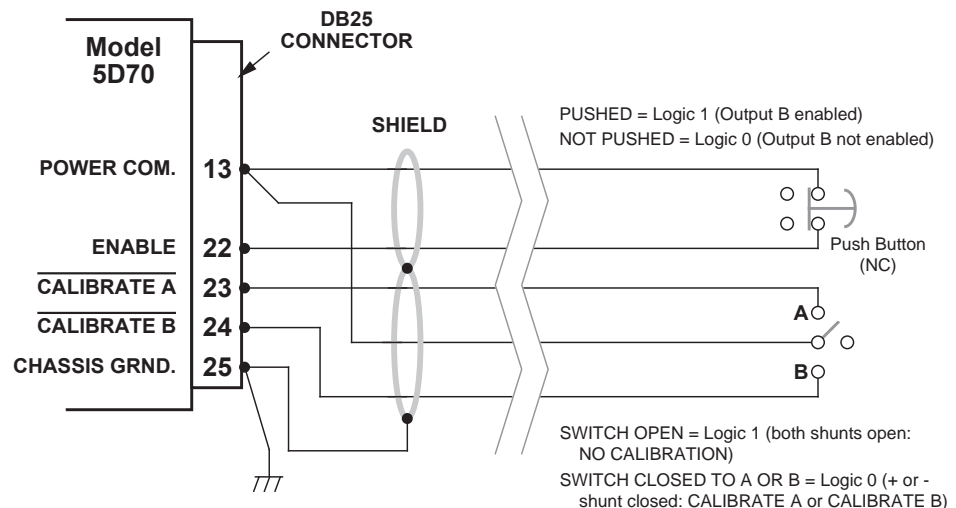 DB25
CONNECTOR
Model
5D70
SHIELD
PUSHED = Logic 1 (Output B enabled)
NOT PUSHED = Logic 0 (Output B not enabled)
POWER COM. 13
ENABLE 22
CALIBRATE A 23
CALIBRATE B 24
CHASSIS GRND. 25
Push Button
(NC)
A
B
SWITCH OPEN = Logic 1 (both shunts open:
NO CALIBRATION)
SWITCH CLOSED TO A OR B = Logic 0 (+ or -
shunt closed: CALIBRATE A or CALIBRATE B)